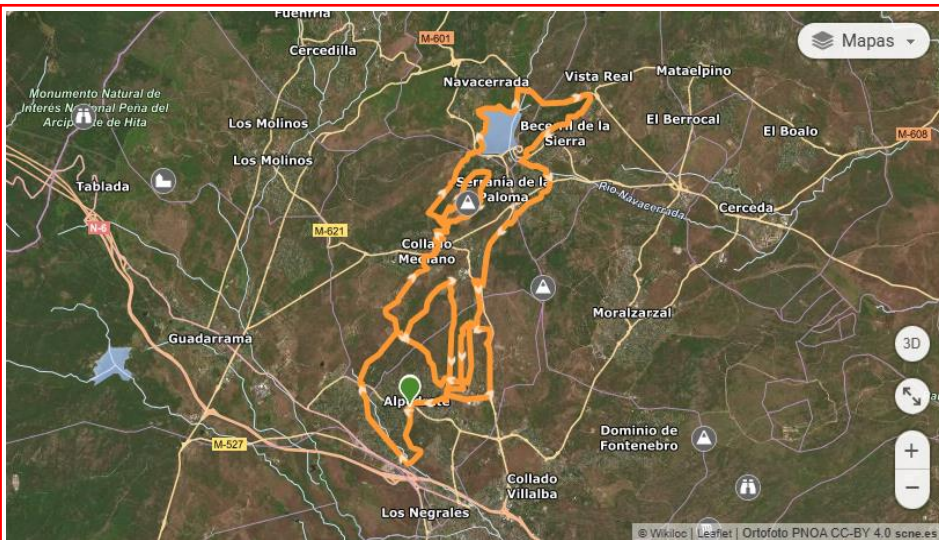 Fuenfría
Cercedilla
M-601
Navacerrada
Vista Real
Mataelpino
Mapas
Monumento Natural de
Interés Nacional Peña del
Arcipreste de Hita
Los Molinos
Becerril de la
Sierra
El Berrocal
El Boalo
M-608
Los Molinos
Tablada
Serranía de la
Paloma
Río Navacerrada
Cerceda
N-6
M-621
Collado
Mediano
Moralzarzal
Guadarrama
3D
Alpedrete
M-527
Dominio de
Fontenebro
+
Collado
Villalba
−
Los Negrales
© Wikiloc | Leaflet | Ortofoto PNOA CC-BY 4.0 scne.es